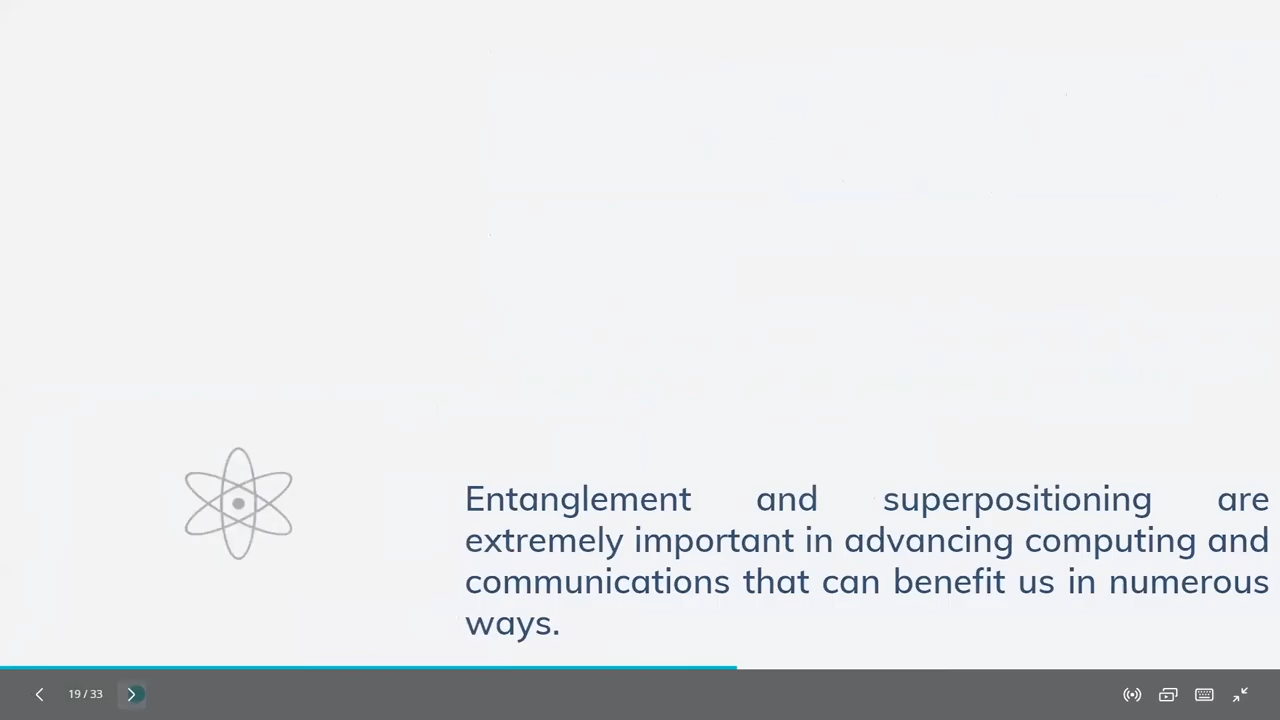 Entanglement and superpositioning are
extremely important in advancing computing and
communications that can benefit us in numerous
ways.
19 / 33